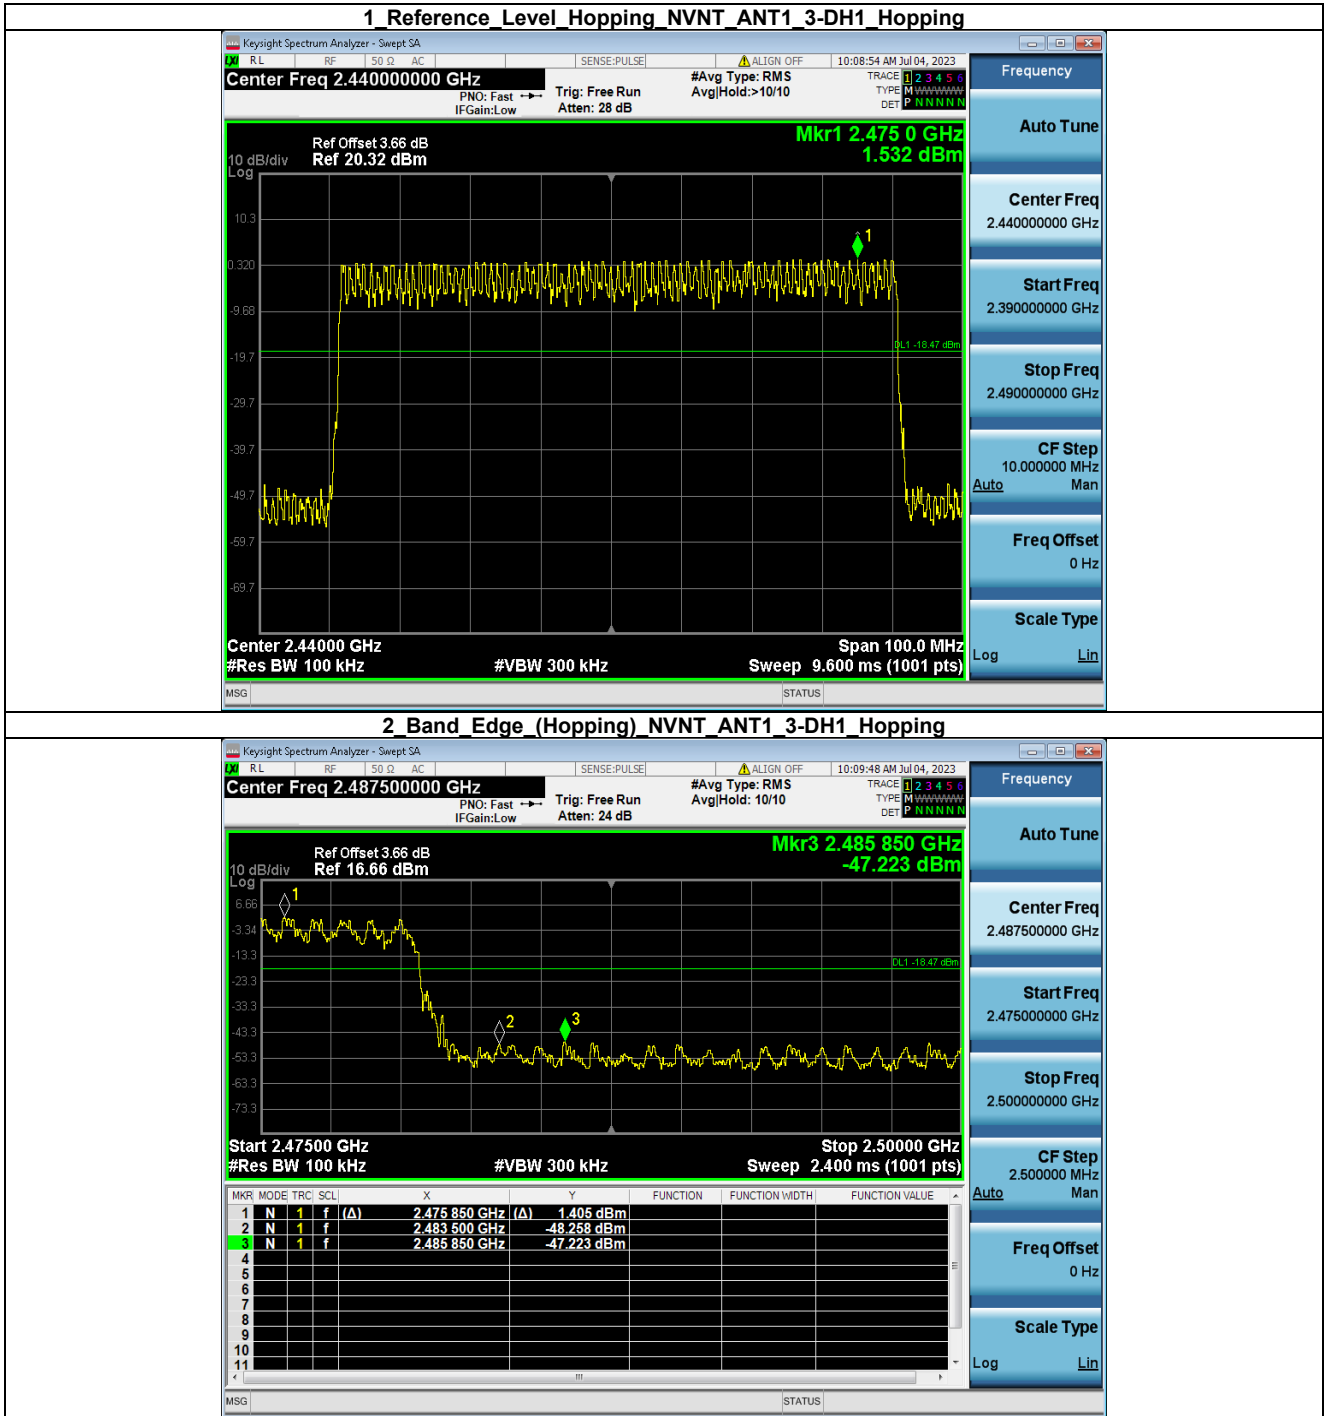 1_Reference_Level_Hopping_NVNT_ANT1_3-DH1_Hopping
Keysight Spectrum Analyzer - Swept SA
LXI RL RF 50 Ω AC SENSE:PULSE ALIGN OFF 10:08:54 AM Jul 04, 2023
Center Freq 2.440000000 GHz
PNO: Fast
IFGain:Low
Trig: Free Run
Atten: 28 dB
#Avg Type: RMS
Avg|Hold:>10/10
TRACE 1 2 3 4 5 6
TYPE M WWWWW
DET P N N N N N
Frequency
Auto Tune
Center Freq
2.440000000 GHz
Start Freq
2.390000000 GHz
Stop Freq
2.490000000 GHz
CF Step
10.000000 MHz
Auto Man
Freq Offset
0 Hz
Scale Type
Log Lin
Mkr1 2.475 0 GHz
1.532 dBm
Ref Offset 3.66 dB
10 dB/div Ref 20.32 dBm
Log
10.3
1
0.320
-9.68
DL1 -18.47 dBm
-19.7
-29.7
-39.7
-49.7
-59.7
-69.7
Center 2.44000 GHz Span 100.0 MHz
#Res BW 100 kHz #VBW 300 kHz Sweep 9.600 ms (1001 pts)
MSG STATUS
2_Band_Edge_(Hopping)_NVNT_ANT1_3-DH1_Hopping
Keysight Spectrum Analyzer - Swept SA
LXI RL RF 50 Ω AC SENSE:PULSE ALIGN OFF 10:09:48 AM Jul 04, 2023
Center Freq 2.487500000 GHz
PNO: Fast
IFGain:Low
Trig: Free Run
Atten: 24 dB
#Avg Type: RMS
Avg|Hold: 10/10
TRACE 1 2 3 4 5 6
TYPE M WWWWW
DET P N N N N N
Frequency
Auto Tune
Center Freq
2.487500000 GHz
Start Freq
2.475000000 GHz
Stop Freq
2.500000000 GHz
CF Step
2.500000 MHz
Auto Man
Freq Offset
0 Hz
Scale Type
Log Lin
Mkr3 2.485 850 GHz
-47.223 dBm
Ref Offset 3.66 dB
10 dB/div Ref 16.66 dBm
Log
1
6.66
-3.34
-13.3
DL1 -18.47 dBm
-23.3
-33.3
2 3
-43.3
-53.3
-63.3
-73.3
Start 2.47500 GHz Stop 2.50000 GHz
#Res BW 100 kHz #VBW 300 kHz Sweep 2.400 ms (1001 pts)
MKR MODE TRC SCL X Y FUNCTION FUNCTION WIDTH FUNCTION VALUE
1 N 1 f (Δ) 2.475 850 GHz (Δ) 1.405 dBm
2 N 1 f 2.483 500 GHz -48.258 dBm
3 N 1 f 2.485 850 GHz -47.223 dBm
4
5
6
7
8
9
10
11
MSG STATUS